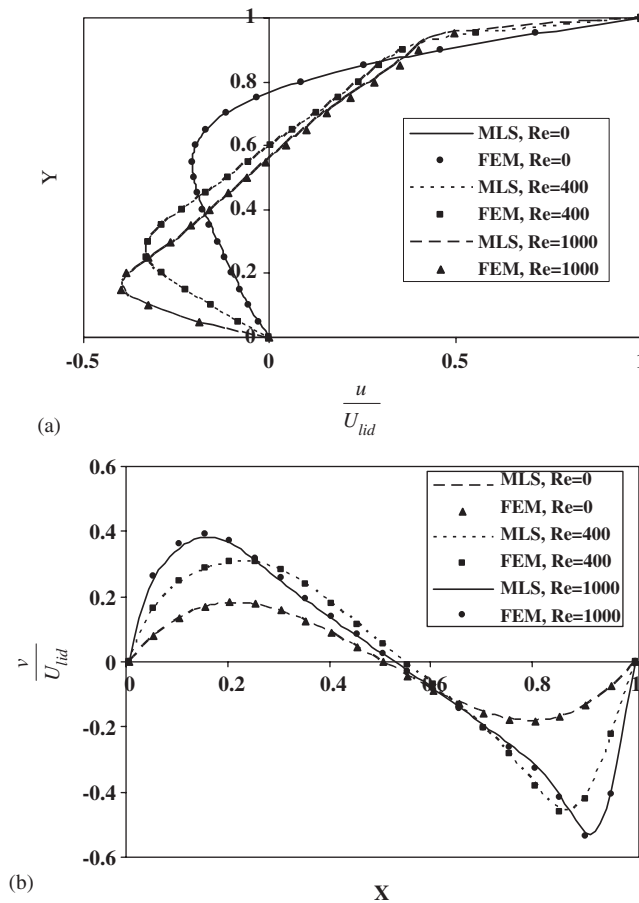 1
0.8
0.6
0.4
0.2
0
Y
MLS, Re=0
FEM, Re=0
MLS, Re=400
FEM, Re=400
MLS, Re=1000
FEM, Re=1000
-0.5 0 0.5 1
u
U_lid
(a)
0.6
0.4
0.2
0
-0.2
-0.4
-0.6
v
U_lid
MLS, Re=0
FEM, Re=0
MLS, Re=400
FEM, Re=400
MLS, Re=1000
FEM, Re=1000
0 0.2 0.4 0.6 0.8 1
(b)
X